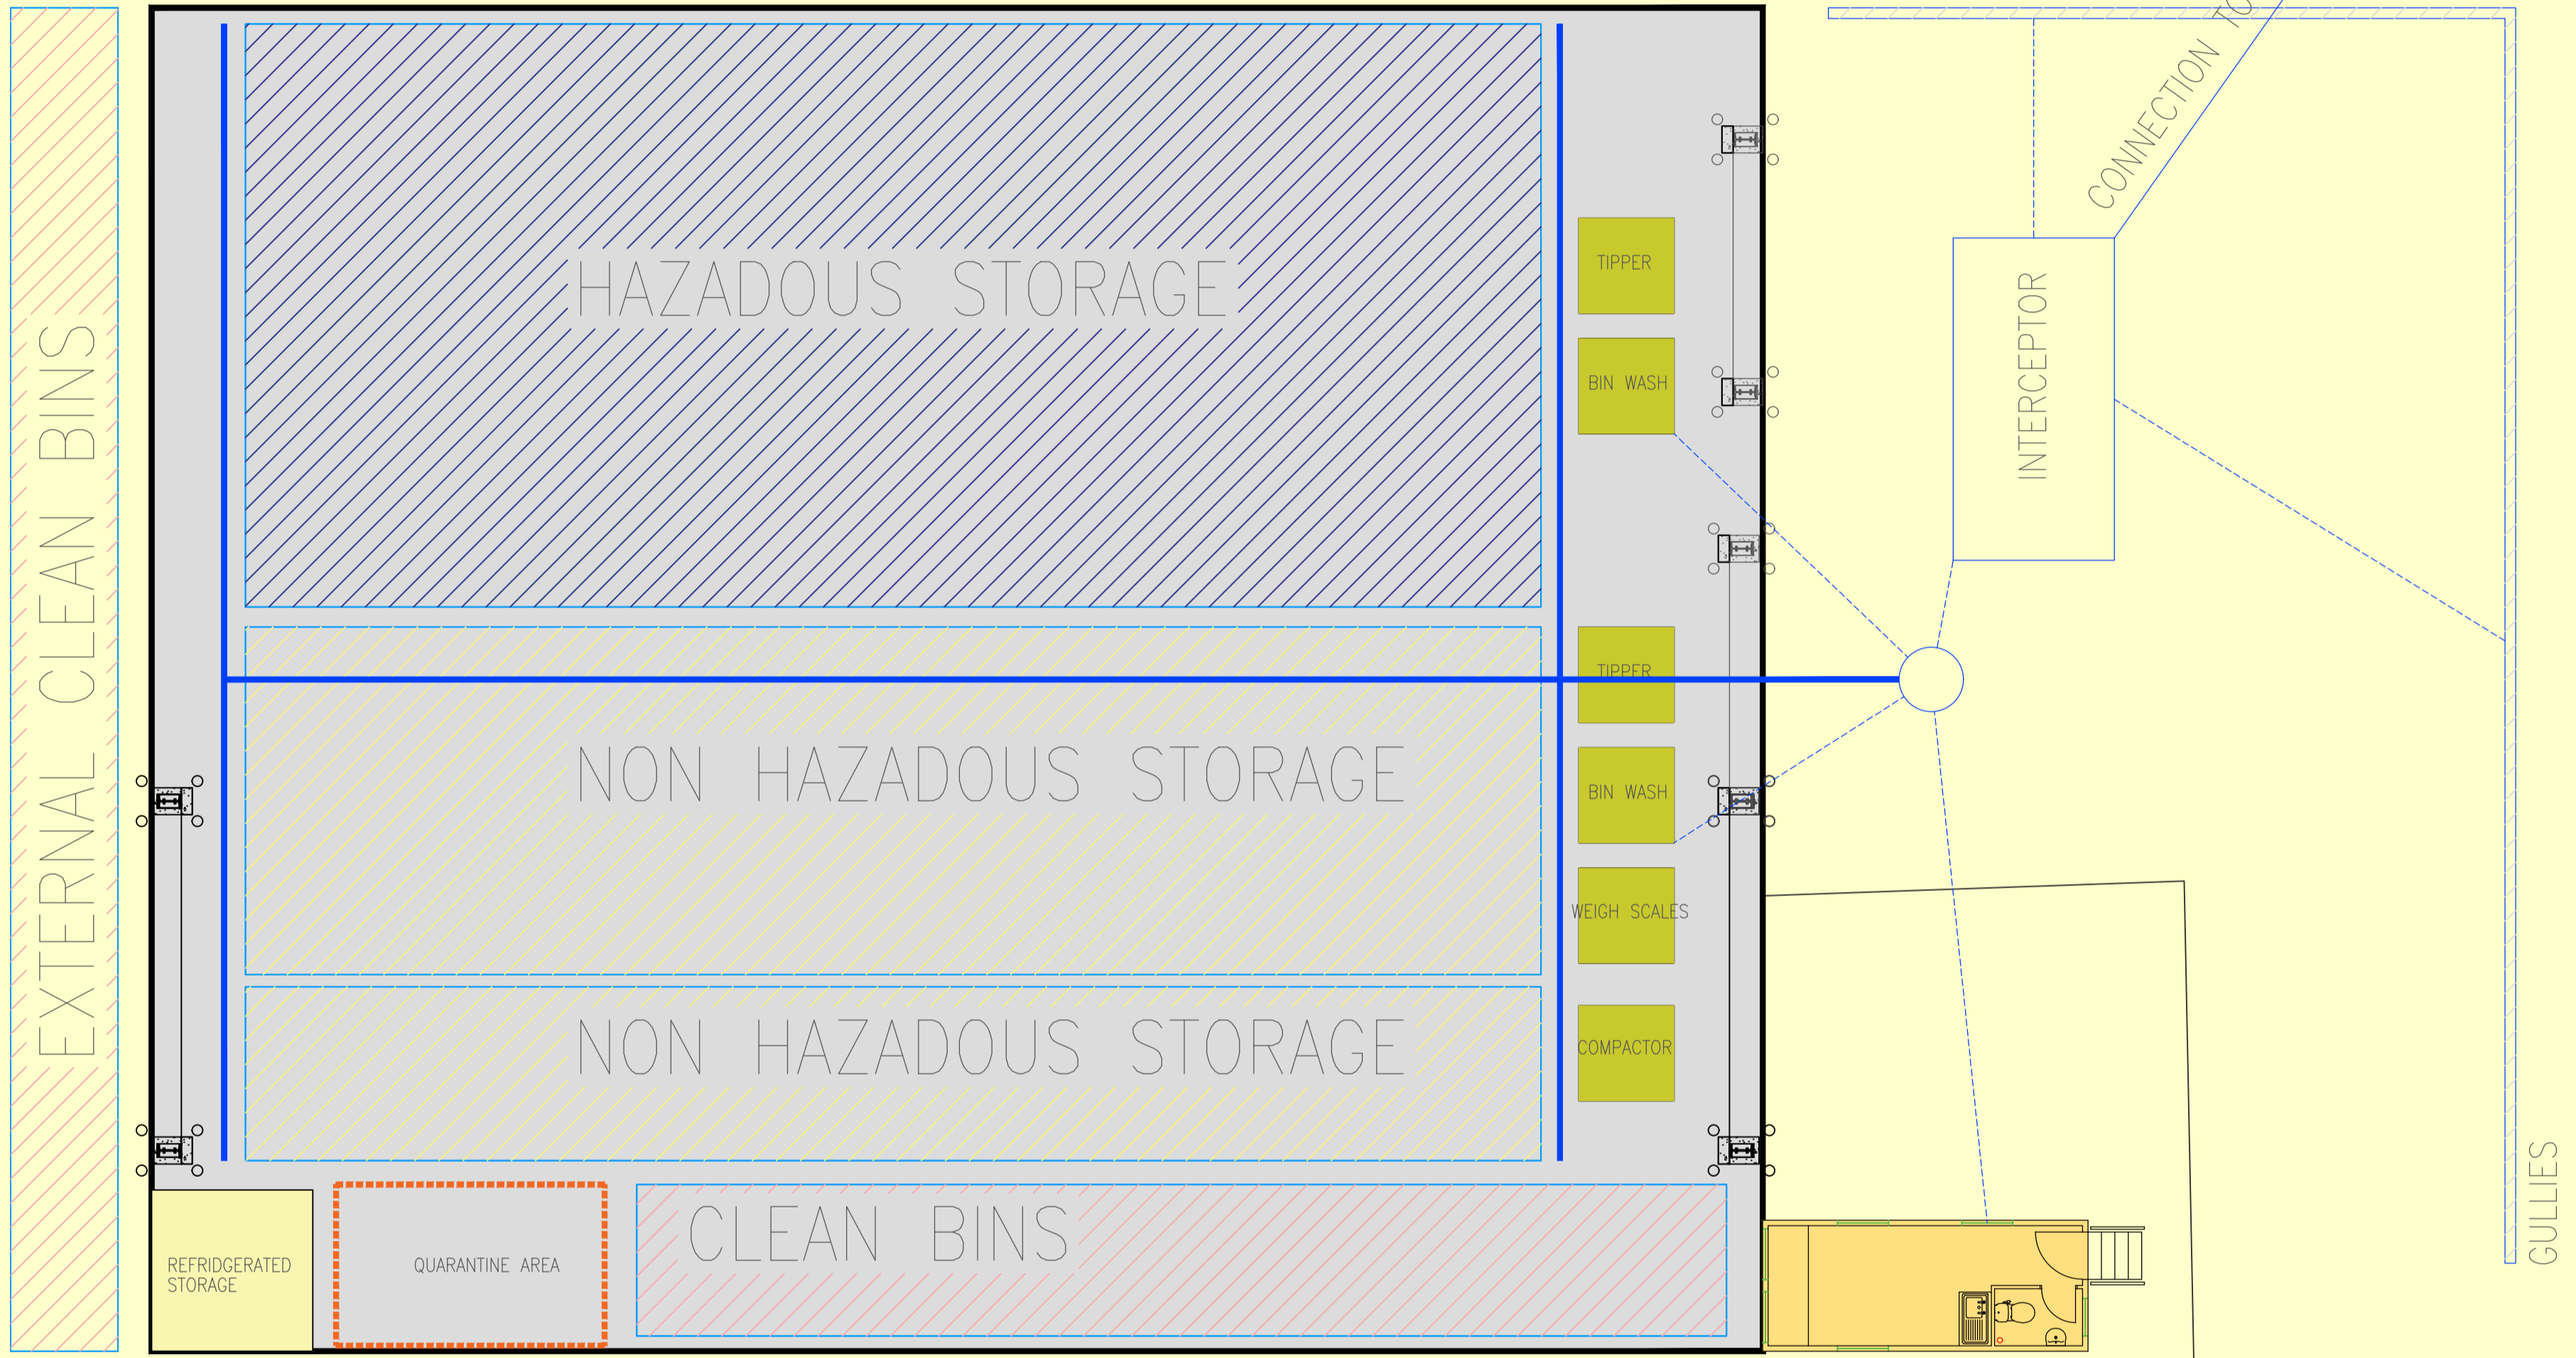 EXTERNAL CLEAN BINS
HAZADOUS STORAGE
TIPPER
BIN WASH
CONNECTION TO
INTERCEPTOR
NON HAZADOUS STORAGE
TIPPER
BIN WASH
WEIGH SCALES
NON HAZADOUS STORAGE
COMPACTOR
REFRIDGERATED
STORAGE
QUARANTINE AREA
CLEAN BINS
GULLIES